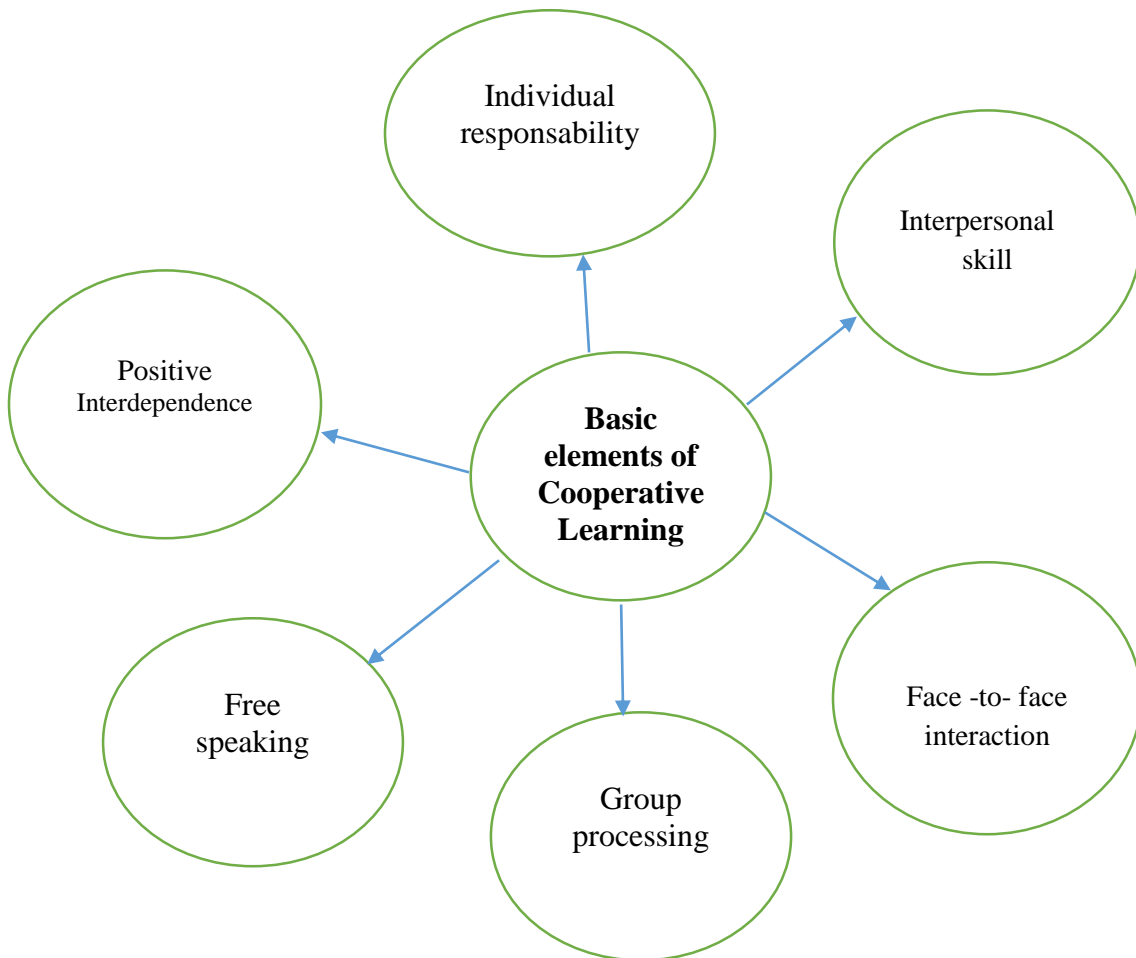 Individual
responsability
Interpersonal
skill
Positive
Interdependence
Basic
elements of
Cooperative
Learning
Free
speaking
Face -to- face
interaction
Group
processing